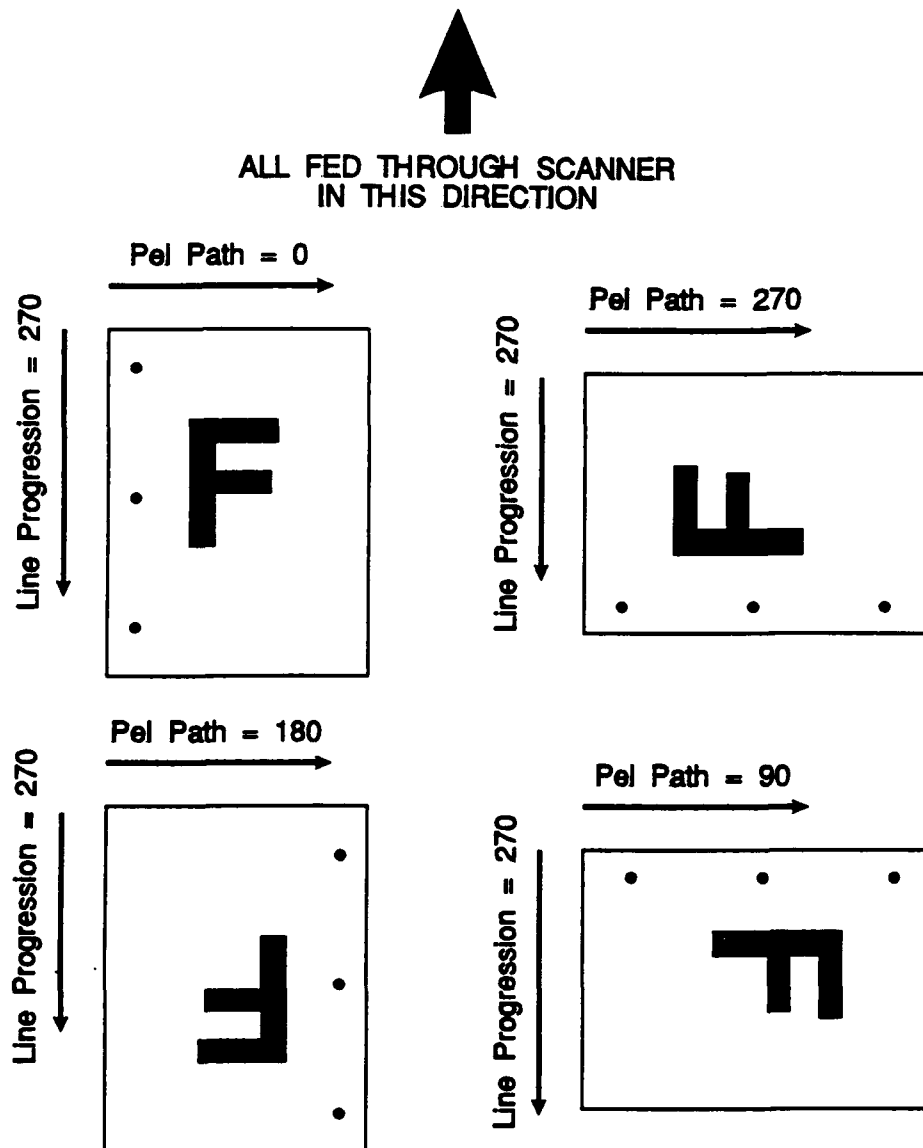 ALL FED THROUGH SCANNER
IN THIS DIRECTION
Pel Path = 0
Line Progression = 270
F
Pel Path = 270
Line Progression = 270
F
Pel Path = 180
Line Progression = 270
F
Pel Path = 90
Line Progression = 270
F